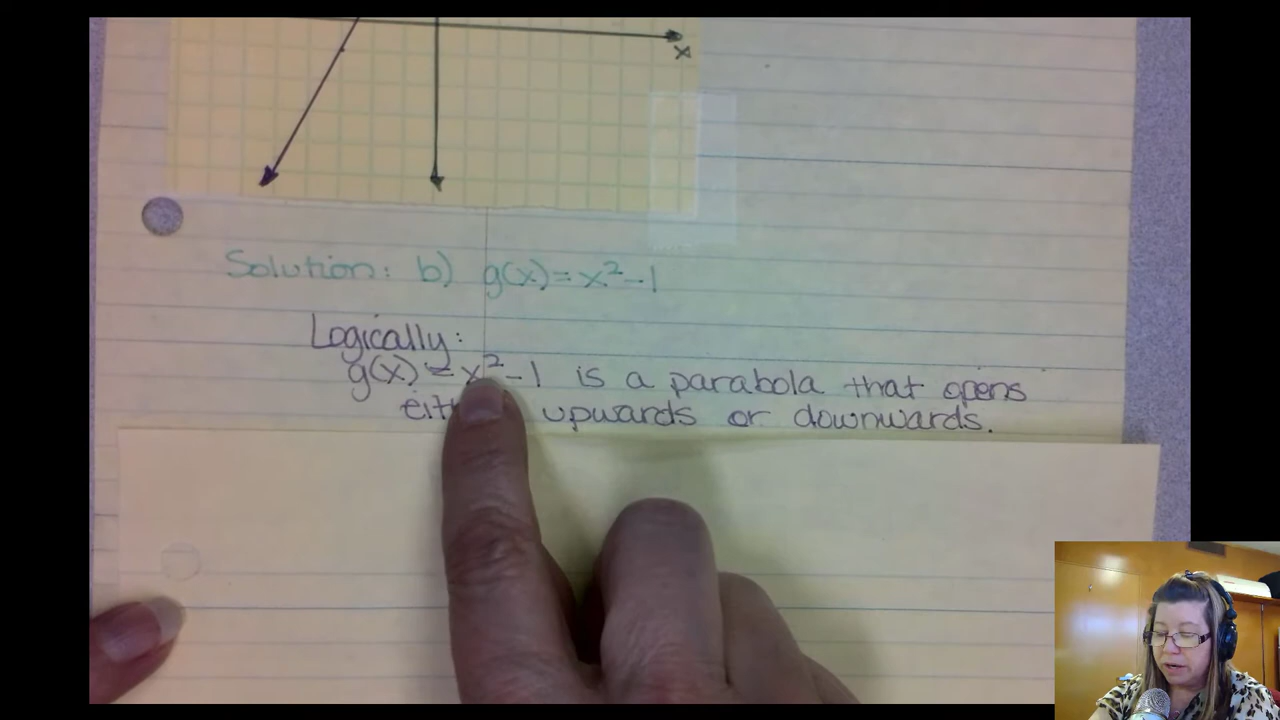 x
Solution: b) g(x) = x² - 1
Logically:
g(x) = x² - 1 is a parabola that opens
upwards or downwards.